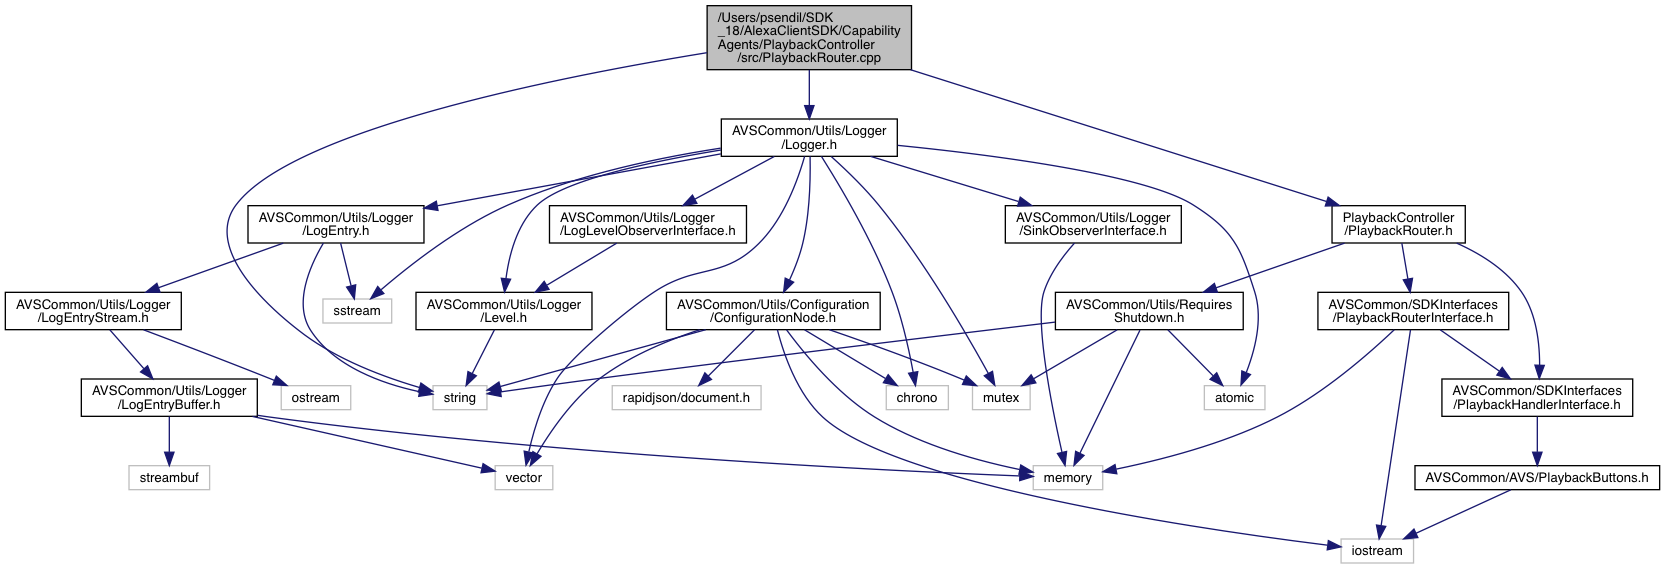 /Users/psendil/SDK
_18/AlexaClientSDK/Capability
Agents/PlaybackController
/src/PlaybackRouter.cpp
AVSCommon/Utils/Logger
/Logger.h
AVSCommon/Utils/Logger
/LogEntry.h
AVSCommon/Utils/Logger
/LogLevelObserverInterface.h
AVSCommon/Utils/Logger
/SinkObserverInterface.h
PlaybackController
/PlaybackRouter.h
AVSCommon/Utils/Logger
/LogEntryStream.h
sstream
AVSCommon/Utils/Logger
/Level.h
AVSCommon/Utils/Configuration
/ConfigurationNode.h
AVSCommon/Utils/Requires
Shutdown.h
AVSCommon/SDKInterfaces
/PlaybackRouterInterface.h
AVSCommon/Utils/Logger
/LogEntryBuffer.h
ostream
string
rapidjson/document.h
chrono
mutex
atomic
AVSCommon/SDKInterfaces
/PlaybackHandlerInterface.h
streambuf
vector
memory
AVSCommon/AVS/PlaybackButtons.h
iostream